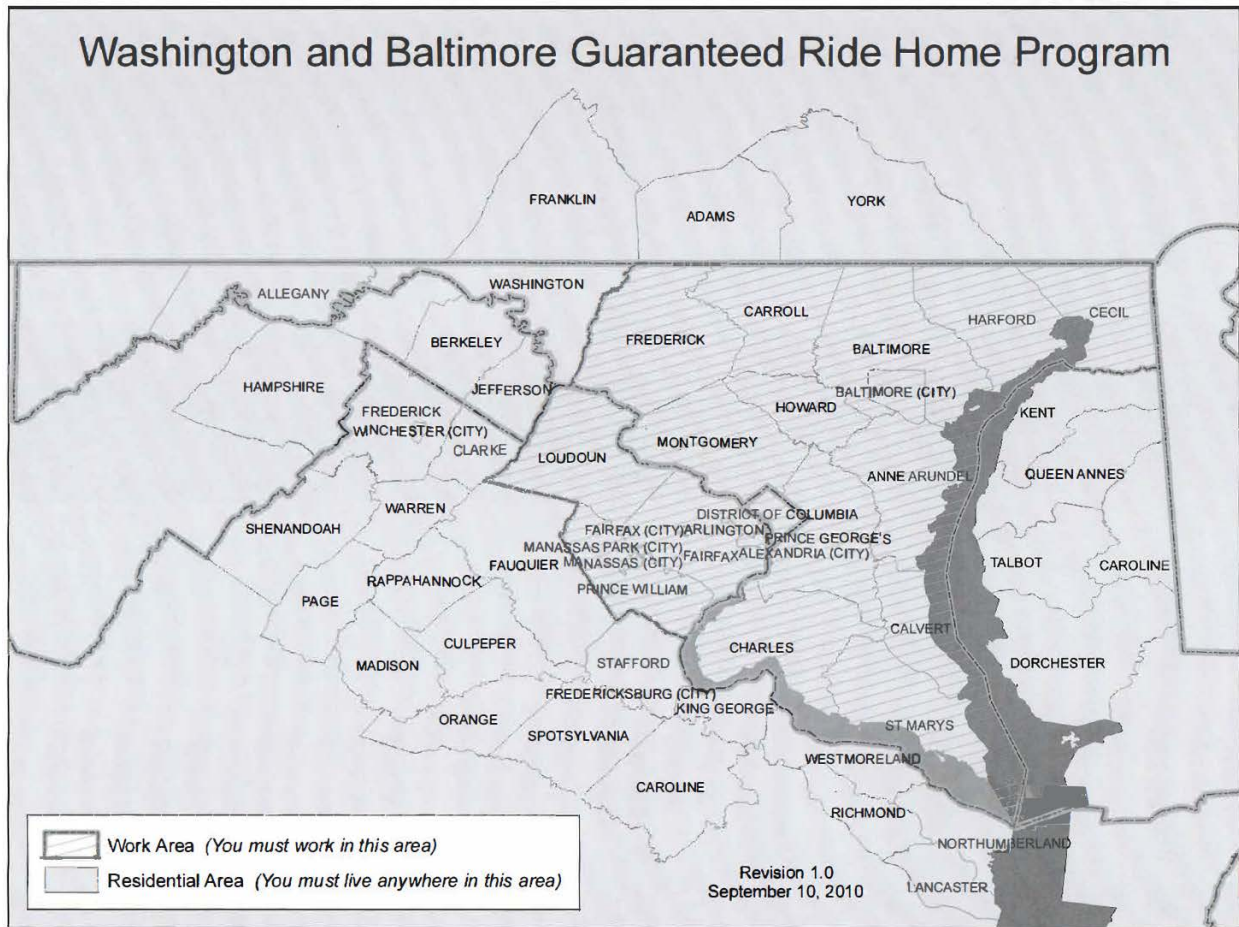 Washington and Baltimore Guaranteed Ride Home Program
FRANKLIN
ADAMS
YORK
ALLEGANY
WASHINGTON
CARROLL
HARFORD
CECIL
BERKELEY
FREDERICK
BALTIMORE
HAMPSHIRE
JEFFERSON
BALTIMORE (CITY)
FREDERICK
HOWARD
KENT
WINCHESTER (CITY)
MONTGOMERY
CLARKE
LOUDOUN
ANNE ARUNDEL
QUEEN ANNES
WARREN
DISTRICT OF COLUMBIA
SHENANDOAH
FAIRFAX (CITY)
ARLINGTON
PRINCE GEORGE'S
MANASSAS PARK (CITY)
FAIRFAX
ALEXANDRIA (CITY)
FAUQUIER
MANASSAS (CITY)
TALBOT
CAROLINE
RAPPAHANNOCK
PRINCE WILLIAM
PAGE
CALVERT
CULPEPER
CHARLES
MADISON
STAFFORD
DORCHESTER
FREDERICKSBURG (CITY)
KING GEORGE
ORANGE
ST MARYS
SPOTSYLVANIA
WESTMORELAND
CAROLINE
RICHMOND
NORTHUMBERLAND
LANCASTER
Work Area (You must work in this area)
Residential Area (You must live anywhere in this area)
Revision 1.0
September 10, 2010